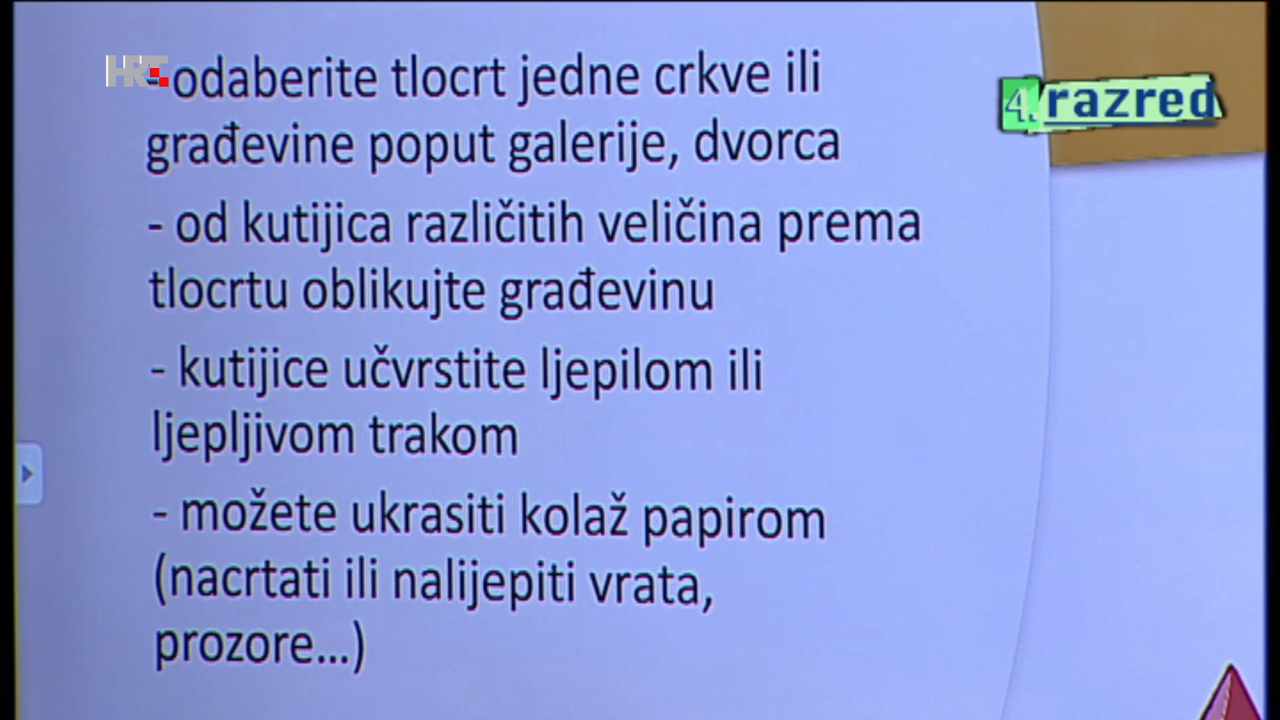 HRT
- odaberite tlocrt jedne crkve ili
građevine poput galerije, dvorca
4. razred
- od kutijica različitih veličina prema
tlocrtu oblikujte građevinu
- kutijice učvrstite ljepilom ili
ljepljivom trakom
- možete ukrasiti kolaž papirom
(nacrtati ili nalijepiti vrata,
prozore...)